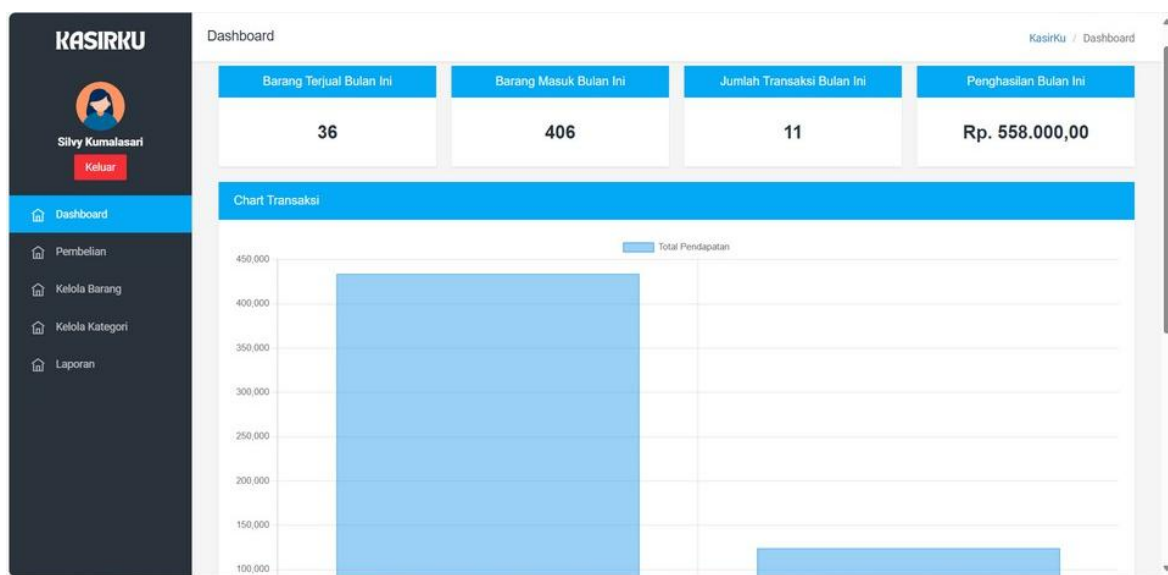 KASIRKU
Silvy Kumalasari
Keluar
Dashboard
Pembelian
Kelola Barang
Kelola Kategori
Laporan
Dashboard
KasirKu / Dashboard
Barang Terjual Bulan Ini
36
Barang Masuk Bulan Ini
406
Jumlah Transaksi Bulan Ini
11
Penghasilan Bulan Ini
Rp. 558.000,00
Chart Transaksi
Total Pendapatan
450,000
400,000
350,000
300,000
250,000
200,000
150,000
100,000